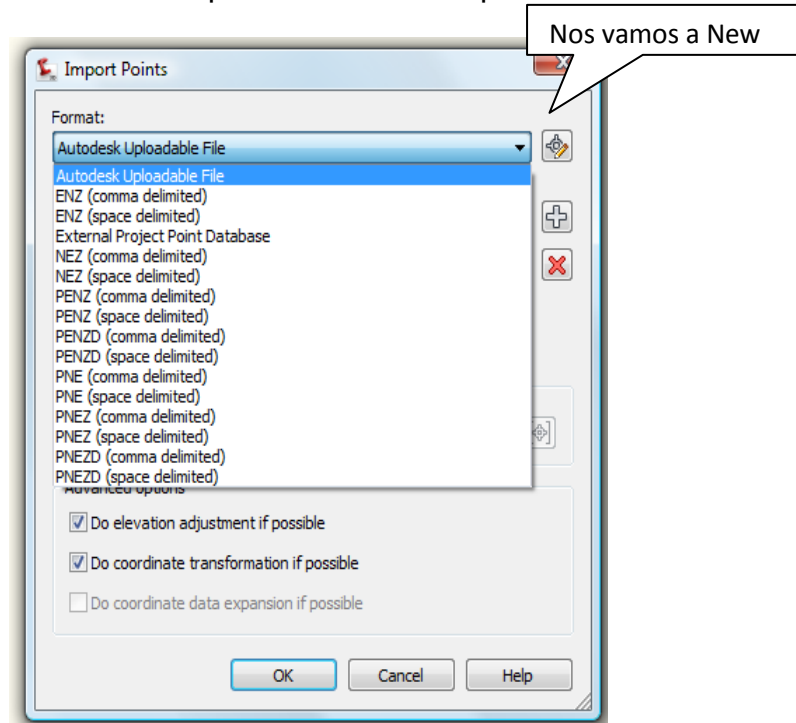 Nos vamos a New
Import Points
Format:
Autodesk Uploadable File
Autodesk Uploadable File
ENZ (comma delimited)
ENZ (space delimited)
External Project Point Database
NEZ (comma delimited)
NEZ (space delimited)
PENZ (comma delimited)
PENZ (space delimited)
PENZD (comma delimited)
PENZD (space delimited)
PNE (comma delimited)
PNE (space delimited)
PNEZ (comma delimited)
PNEZ (space delimited)
PNEZD (comma delimited)
PNEZD (space delimited)
Advanced options
Do elevation adjustment if possible
Do coordinate transformation if possible
Do coordinate data expansion if possible
OK Cancel Help